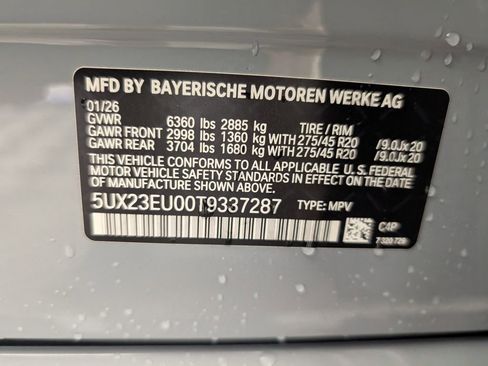 MFD BY BAYERISCHE MOTOREN WERKE AG
01/26
GVWR 6360 lbs 2885 kg TIRE / RIM
GAWR FRONT 2998 lbs 1360 kg WITH 275/45 R20 /9.0Jx20
GAWR REAR 3704 lbs 1680 kg WITH 275/45 R20 /9.0Jx20
THIS VEHICLE CONFORMS TO ALL APPLICABLE U.S. FEDERAL
MOTOR VEHICLE SAFETY STANDARDS IN EFFECT ON THE DATE
OF MANUFACTURE SHOWN ABOVE.
5UX23EU00T9337287 TYPE: MPV
C4P
7 320 729